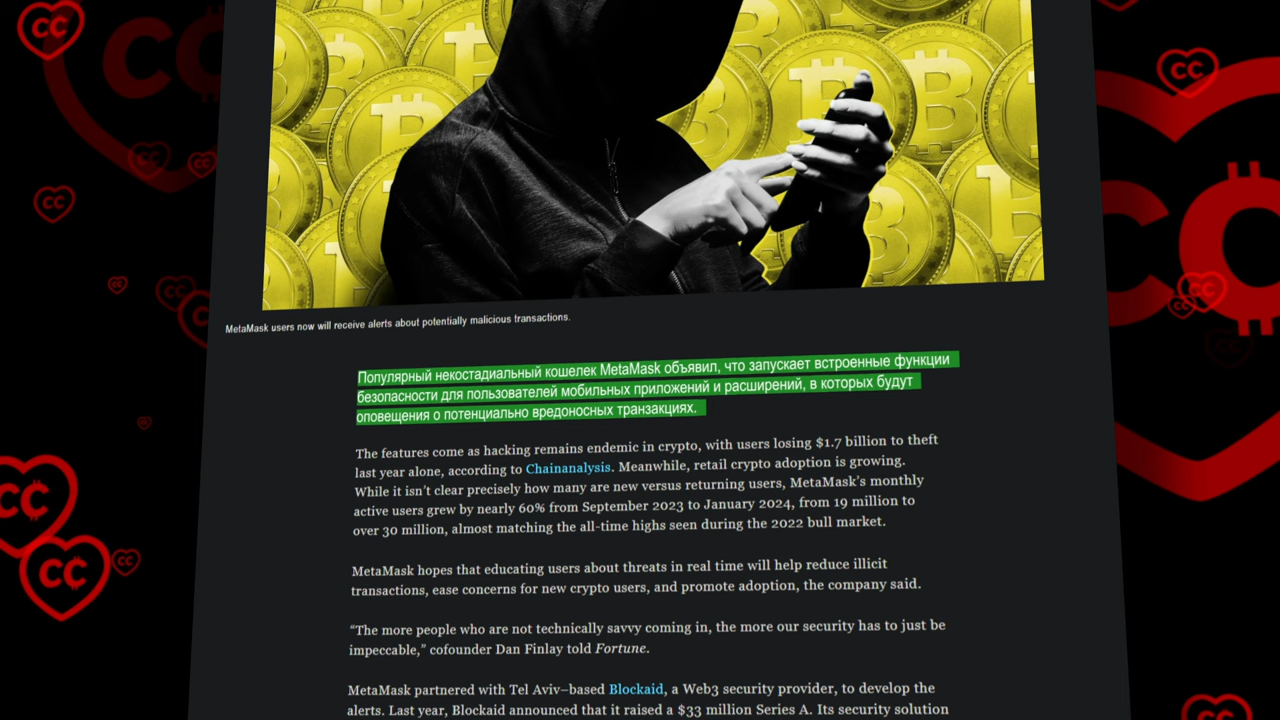 MetaMask users now will receive alerts about potentially malicious transactions.
Популярный некостадиальный кошелек MetaMask объявил, что запускает встроенные функции
безопасности для пользователей мобильных приложений и расширений, в которых будут
оповещения о потенциально вредоносных транзакциях.
The features come as hacking remains endemic in crypto, with users losing $1.7 billion to theft
last year alone, according to Chainanalysis. Meanwhile, retail crypto adoption is growing.
While it isn’t clear precisely how many are new versus returning users, MetaMask’s monthly
active users grew by nearly 60% from September 2023 to January 2024, from 19 million to
over 30 million, almost matching the all-time highs seen during the 2022 bull market.
MetaMask hopes that educating users about threats in real time will help reduce illicit
transactions, ease concerns for new crypto users, and promote adoption, the company said.
“The more people who are not technically savvy coming in, the more our security has to just be
impeccable,” cofounder Dan Finlay told Fortune.
MetaMask partnered with Tel Aviv–based Blockaid, a Web3 security provider, to develop the
alerts. Last year, Blockaid announced that it raised a $33 million Series A. Its security solution